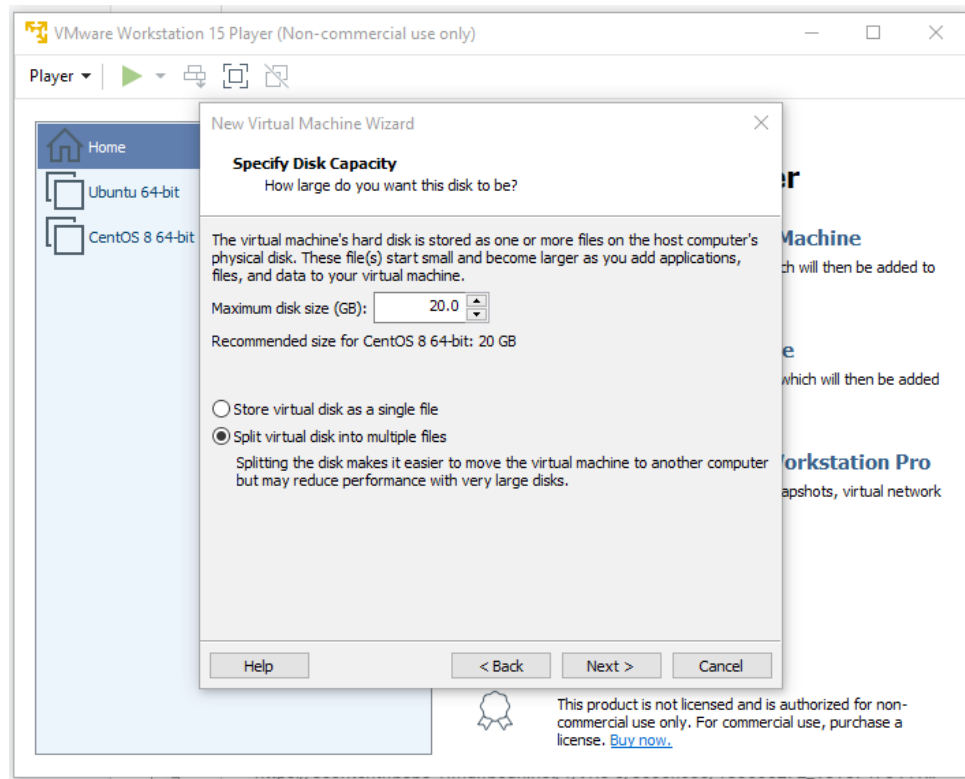 VMware Workstation 15 Player (Non-commercial use only)
Player
Home
Ubuntu 64-bit
CentOS 8 64-bit
New Virtual Machine Wizard
Specify Disk Capacity
How large do you want this disk to be?
The virtual machine's hard disk is stored as one or more files on the host computer's
physical disk. These file(s) start small and become larger as you add applications,
files, and data to your virtual machine.
Maximum disk size (GB): 20.0
Recommended size for CentOS 8 64-bit: 20 GB
Store virtual disk as a single file
Split virtual disk into multiple files
Splitting the disk makes it easier to move the virtual machine to another computer
but may reduce performance with very large disks.
Help
< Back
Next >
Cancel
r
Machine
ch will then be added to
e
which will then be added
orkstation Pro
apshots, virtual network
This product is not licensed and is authorized for non-
commercial use only. For commercial use, purchase a
license. Buy now.